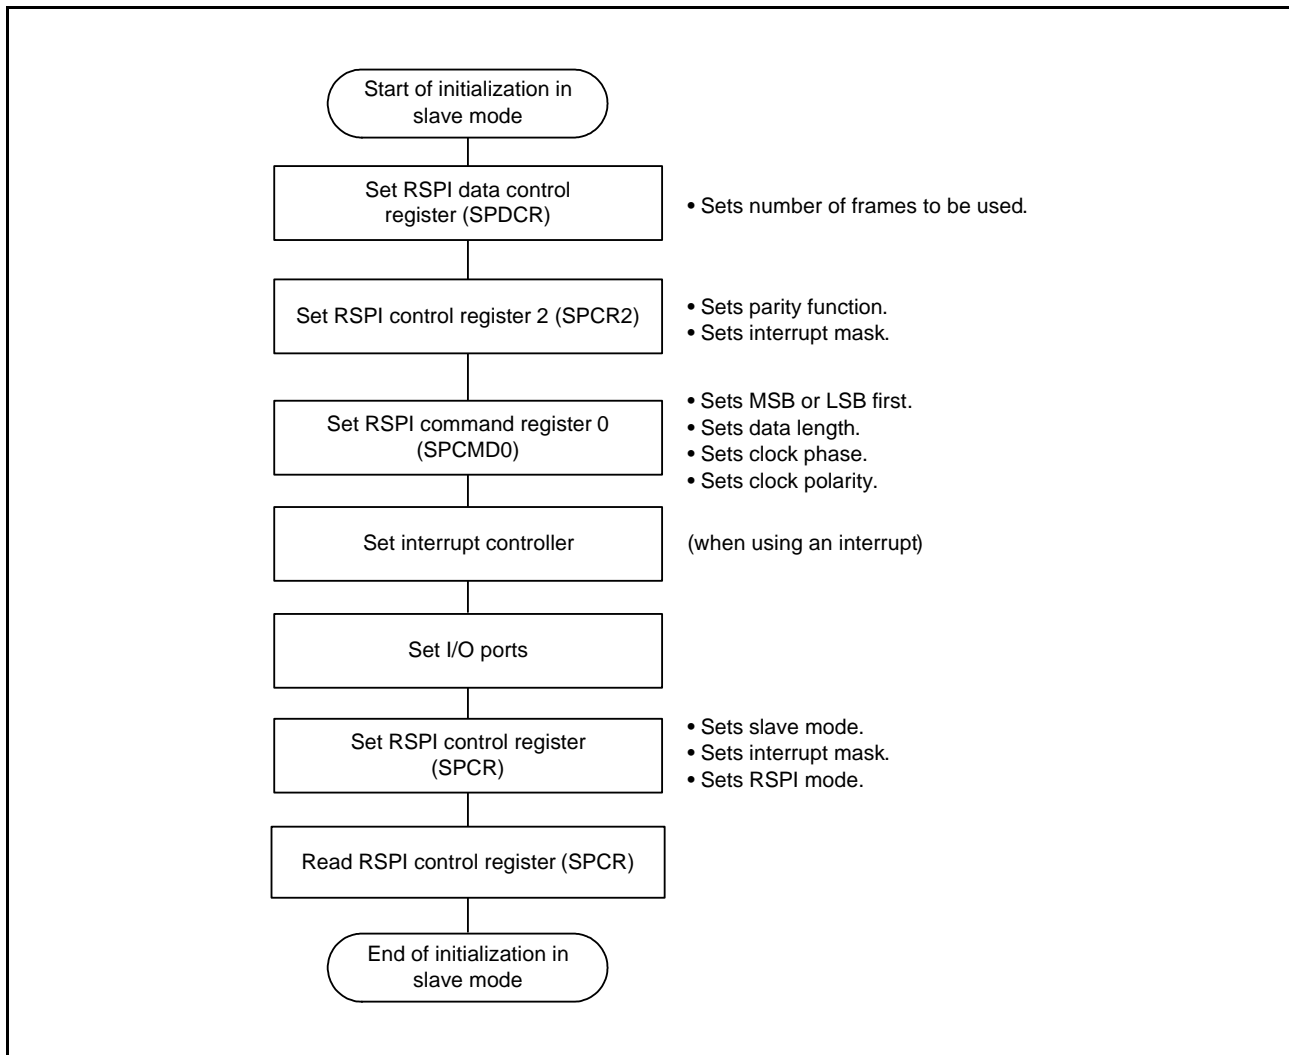 Start of initialization in
slave mode
Set RSPI data control
register (SPDCR)
• Sets number of frames to be used.
Set RSPI control register 2 (SPCR2)
• Sets parity function.
• Sets interrupt mask.
Set RSPI command register 0
(SPCMD0)
• Sets MSB or LSB first.
• Sets data length.
• Sets clock phase.
• Sets clock polarity.
Set interrupt controller
(when using an interrupt)
Set I/O ports
Set RSPI control register
(SPCR)
• Sets slave mode.
• Sets interrupt mask.
• Sets RSPI mode.
Read RSPI control register (SPCR)
End of initialization in
slave mode